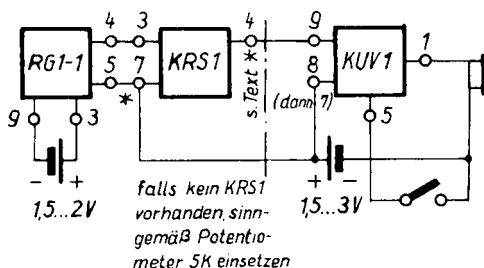 4
3
4
9
1
RG1-1
KRS1
KUV1
5
7
*
s. Text *
8
(dann 7)
5
9
3
-
+
1,5...2V
+
-
1,5...3V
falls kein KRS1
vorhanden, sinn-
gemäß Potentio-
meter 5K einsetzen